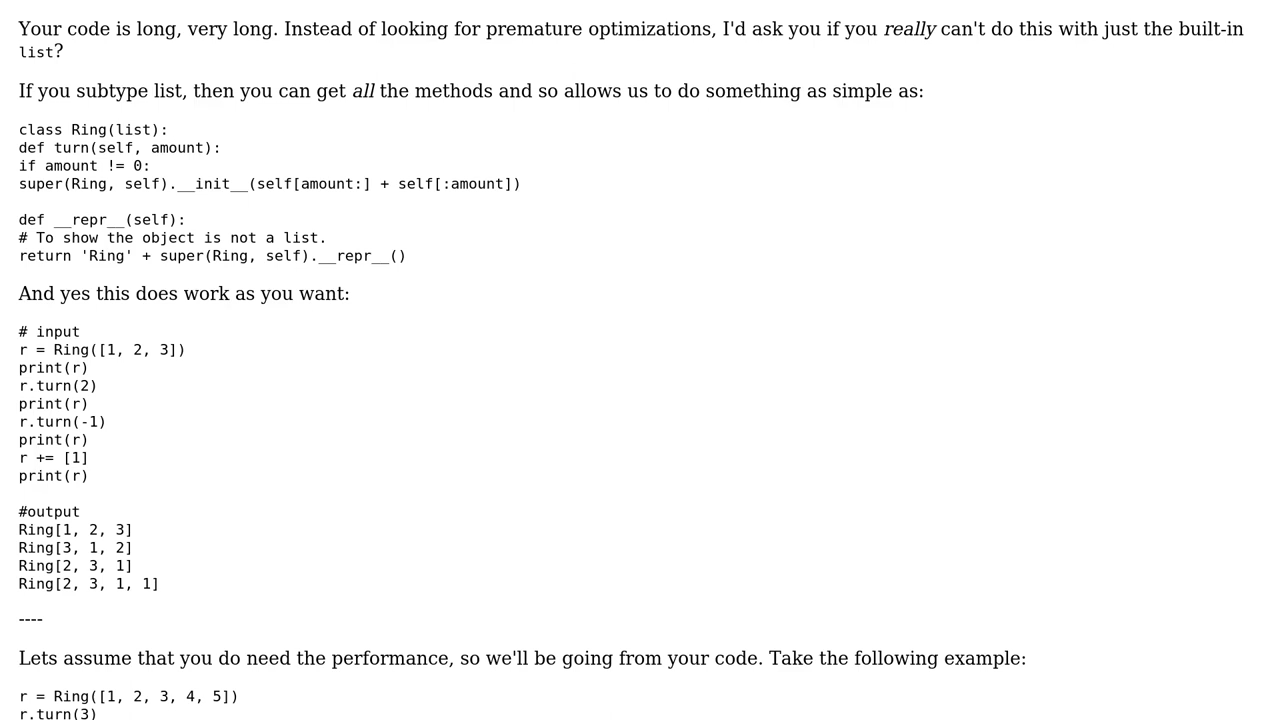 Your code is long, very long. Instead of looking for premature optimizations, I'd ask you if you really can't do this with just the built-in
list?
If you subtype list, then you can get all the methods and so allows us to do something as simple as:
class Ring(list):
def turn(self, amount):
if amount != 0:
super(Ring, self).__init__(self[amount:] + self[:amount])
def __repr__(self):
# To show the object is not a list.
return 'Ring' + super(Ring, self).__repr__()
And yes this does work as you want:
# input
r = Ring([1, 2, 3])
print(r)
r.turn(2)
print(r)
r.turn(-1)
print(r)
r += [1]
print(r)
#output
Ring[1, 2, 3]
Ring[3, 1, 2]
Ring[2, 3, 1]
Ring[2, 3, 1, 1]
----
Lets assume that you do need the performance, so we'll be going from your code. Take the following example:
r = Ring([1, 2, 3, 4, 5])
r.turn(3)